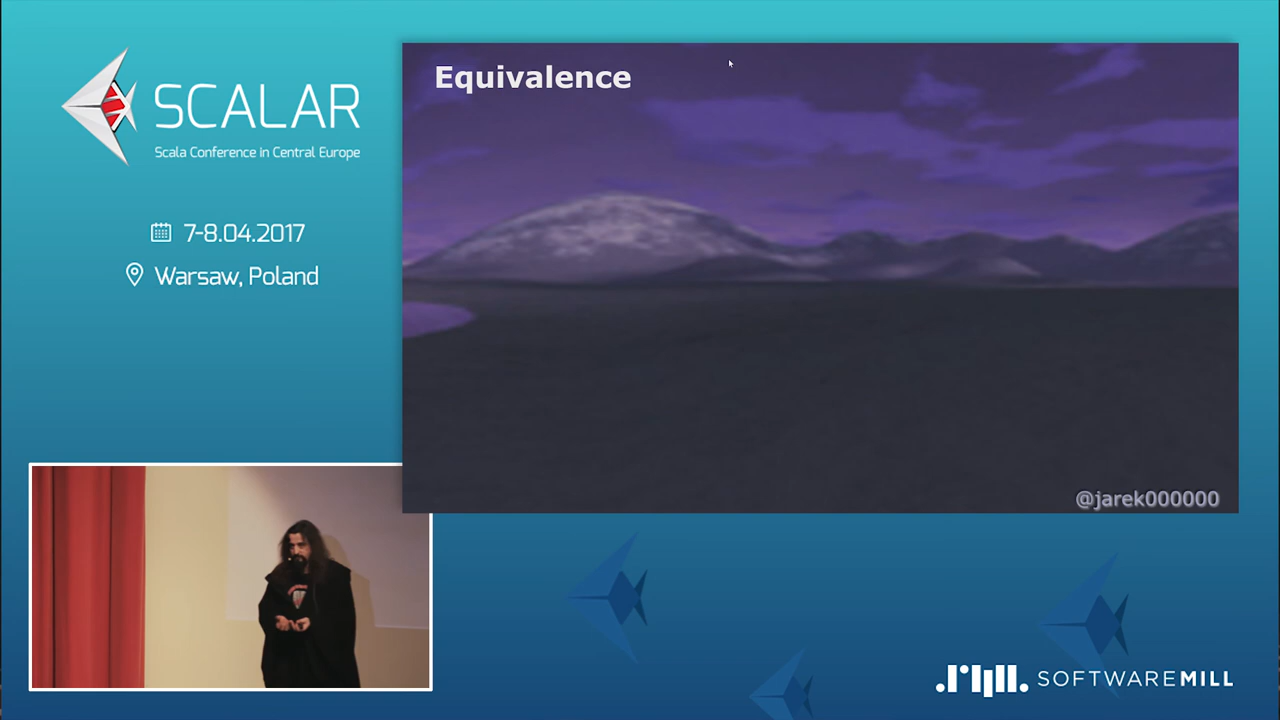 SCALAR
Scala Conference in Central Europe
7-8.04.2017
Warsaw, Poland
Equivalence
@jarek000000
SOFTWAREMILL